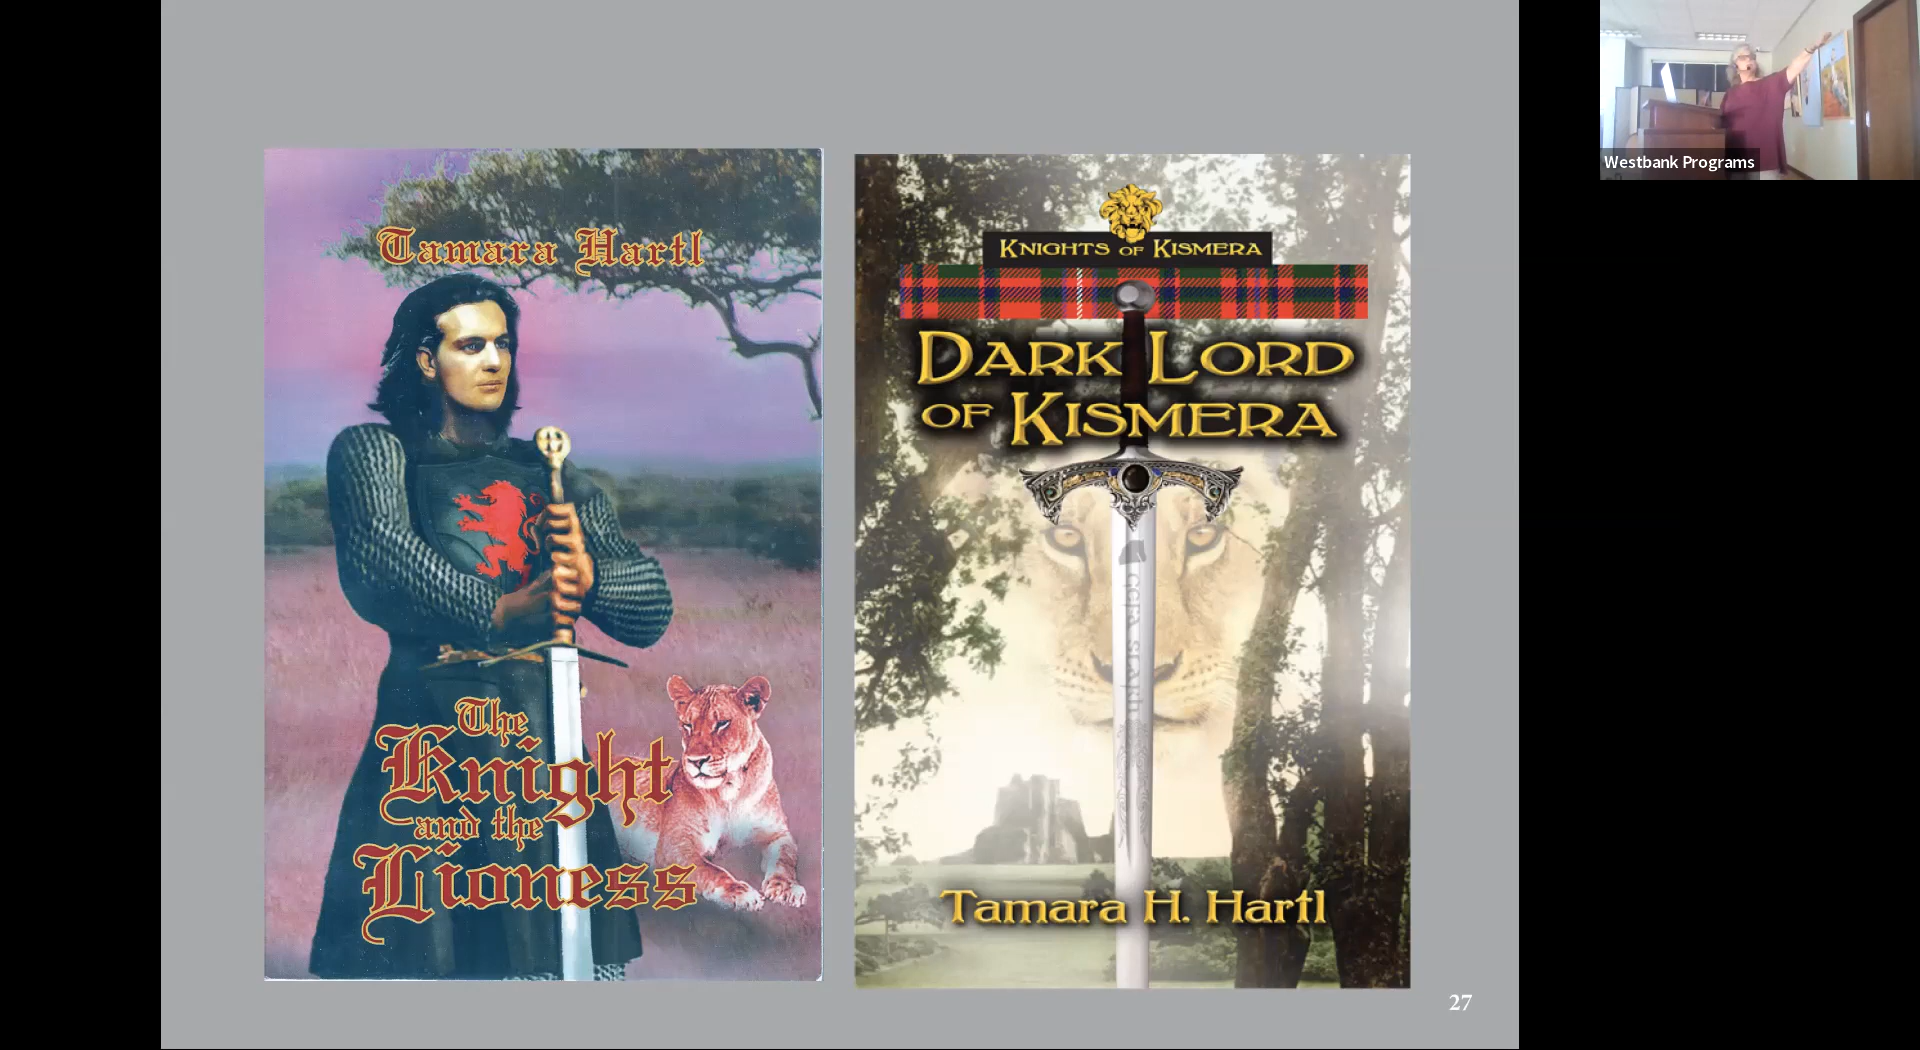 Tamara Hartl
The
Knight
and the
Lioness
KNIGHTS OF KISMERA
DARK LORD
OF KISMERA
Tamara H. Hartl
27
Westbank Programs